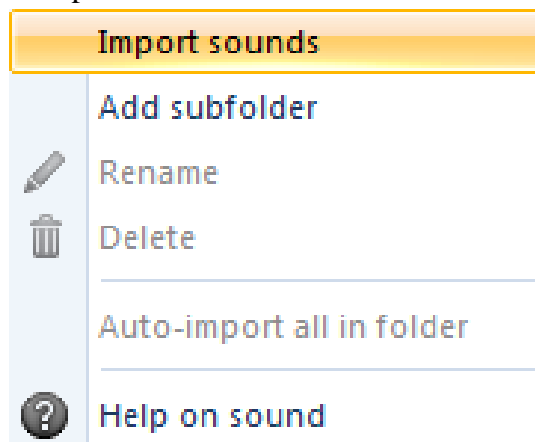 Import sounds
Add subfolder
Rename
Delete
Auto-import all in folder
Help on sound